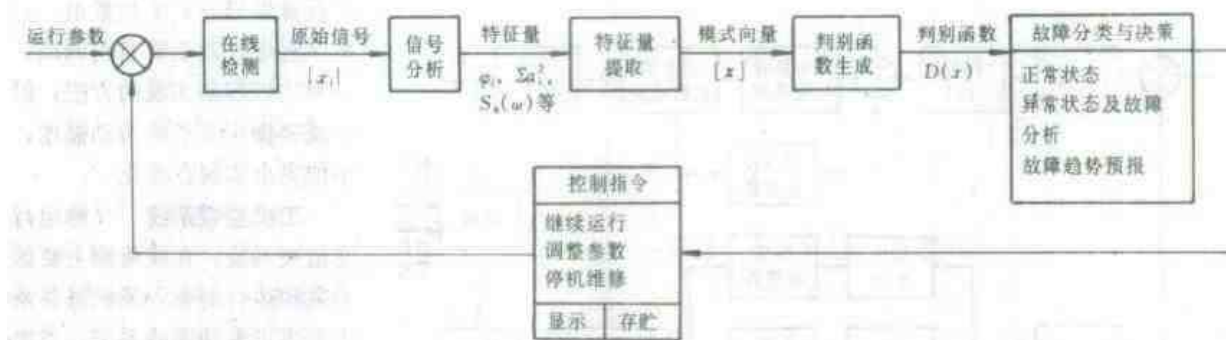 运行参数
在线
检测
原始信号
{x_i}
信号
分析
特征量
φ_i、Σa_i²、
S_x(ω)等
特征量
提取
模式向量
[x]
判别函
数生成
判别函数
D(x)
故障分类与决策
正常状态
异常状态及故障
分析
故障趋势预报
控制指令
继续运行
调整参数
停机维修
显示
存贮